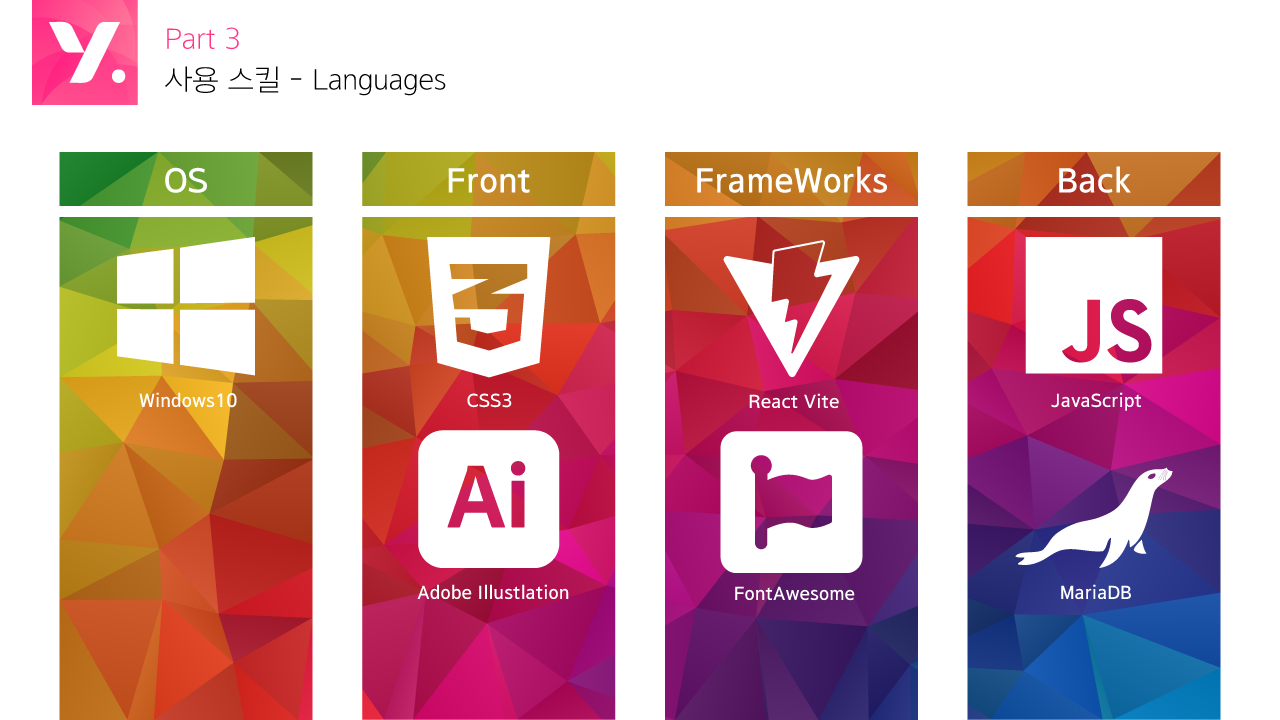 y.
Part 3
사용 스킬 - Languages
OS
Front
FrameWorks
Back
Windows10
CSS3
React Vite
JS
JavaScript
Ai
Adobe Illustlation
FontAwesome
MariaDB